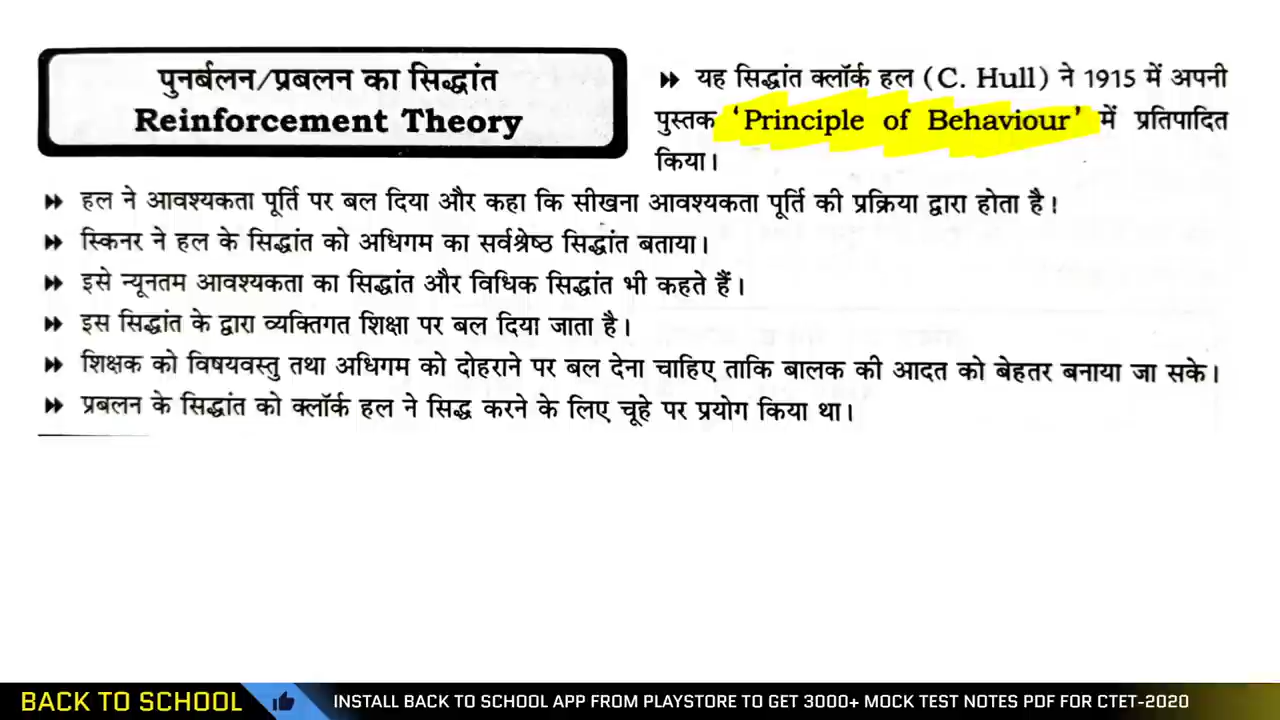 पुनर्बलन/प्रबलन का सिद्धांत
Reinforcement Theory
▸▸ यह सिद्धांत क्लॉर्क हल (C. Hull) ने 1915 में अपनी
पुस्तक 'Principle of Behaviour' में प्रतिपादित
किया।
▸▸ हल ने आवश्यकता पूर्ति पर बल दिया और कहा कि सीखना आवश्यकता पूर्ति की प्रक्रिया द्वारा होता है।
▸▸ स्किनर ने हल के सिद्धांत को अधिगम का सर्वश्रेष्ठ सिद्धांत बताया।
▸▸ इसे न्यूनतम आवश्यकता का सिद्धांत और विधिक सिद्धांत भी कहते हैं।
▸▸ इस सिद्धांत के द्वारा व्यक्तिगत शिक्षा पर बल दिया जाता है।
▸▸ शिक्षक को विषयवस्तु तथा अधिगम को दोहराने पर बल देना चाहिए ताकि बालक की आदत को बेहतर बनाया जा सके।
▸▸ प्रबलन के सिद्धांत को क्लॉर्क हल ने सिद्ध करने के लिए चूहे पर प्रयोग किया था।
BACK TO SCHOOL INSTALL BACK TO SCHOOL APP FROM PLAYSTORE TO GET 3000+ MOCK TEST NOTES PDF FOR CTET-2020